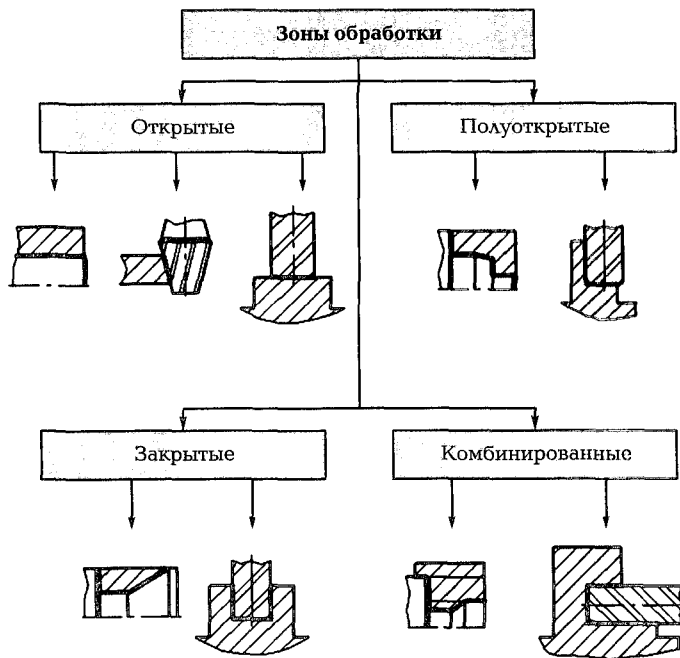 Зоны обработки
Открытые
Полуоткрытые
Закрытые
Комбинированные